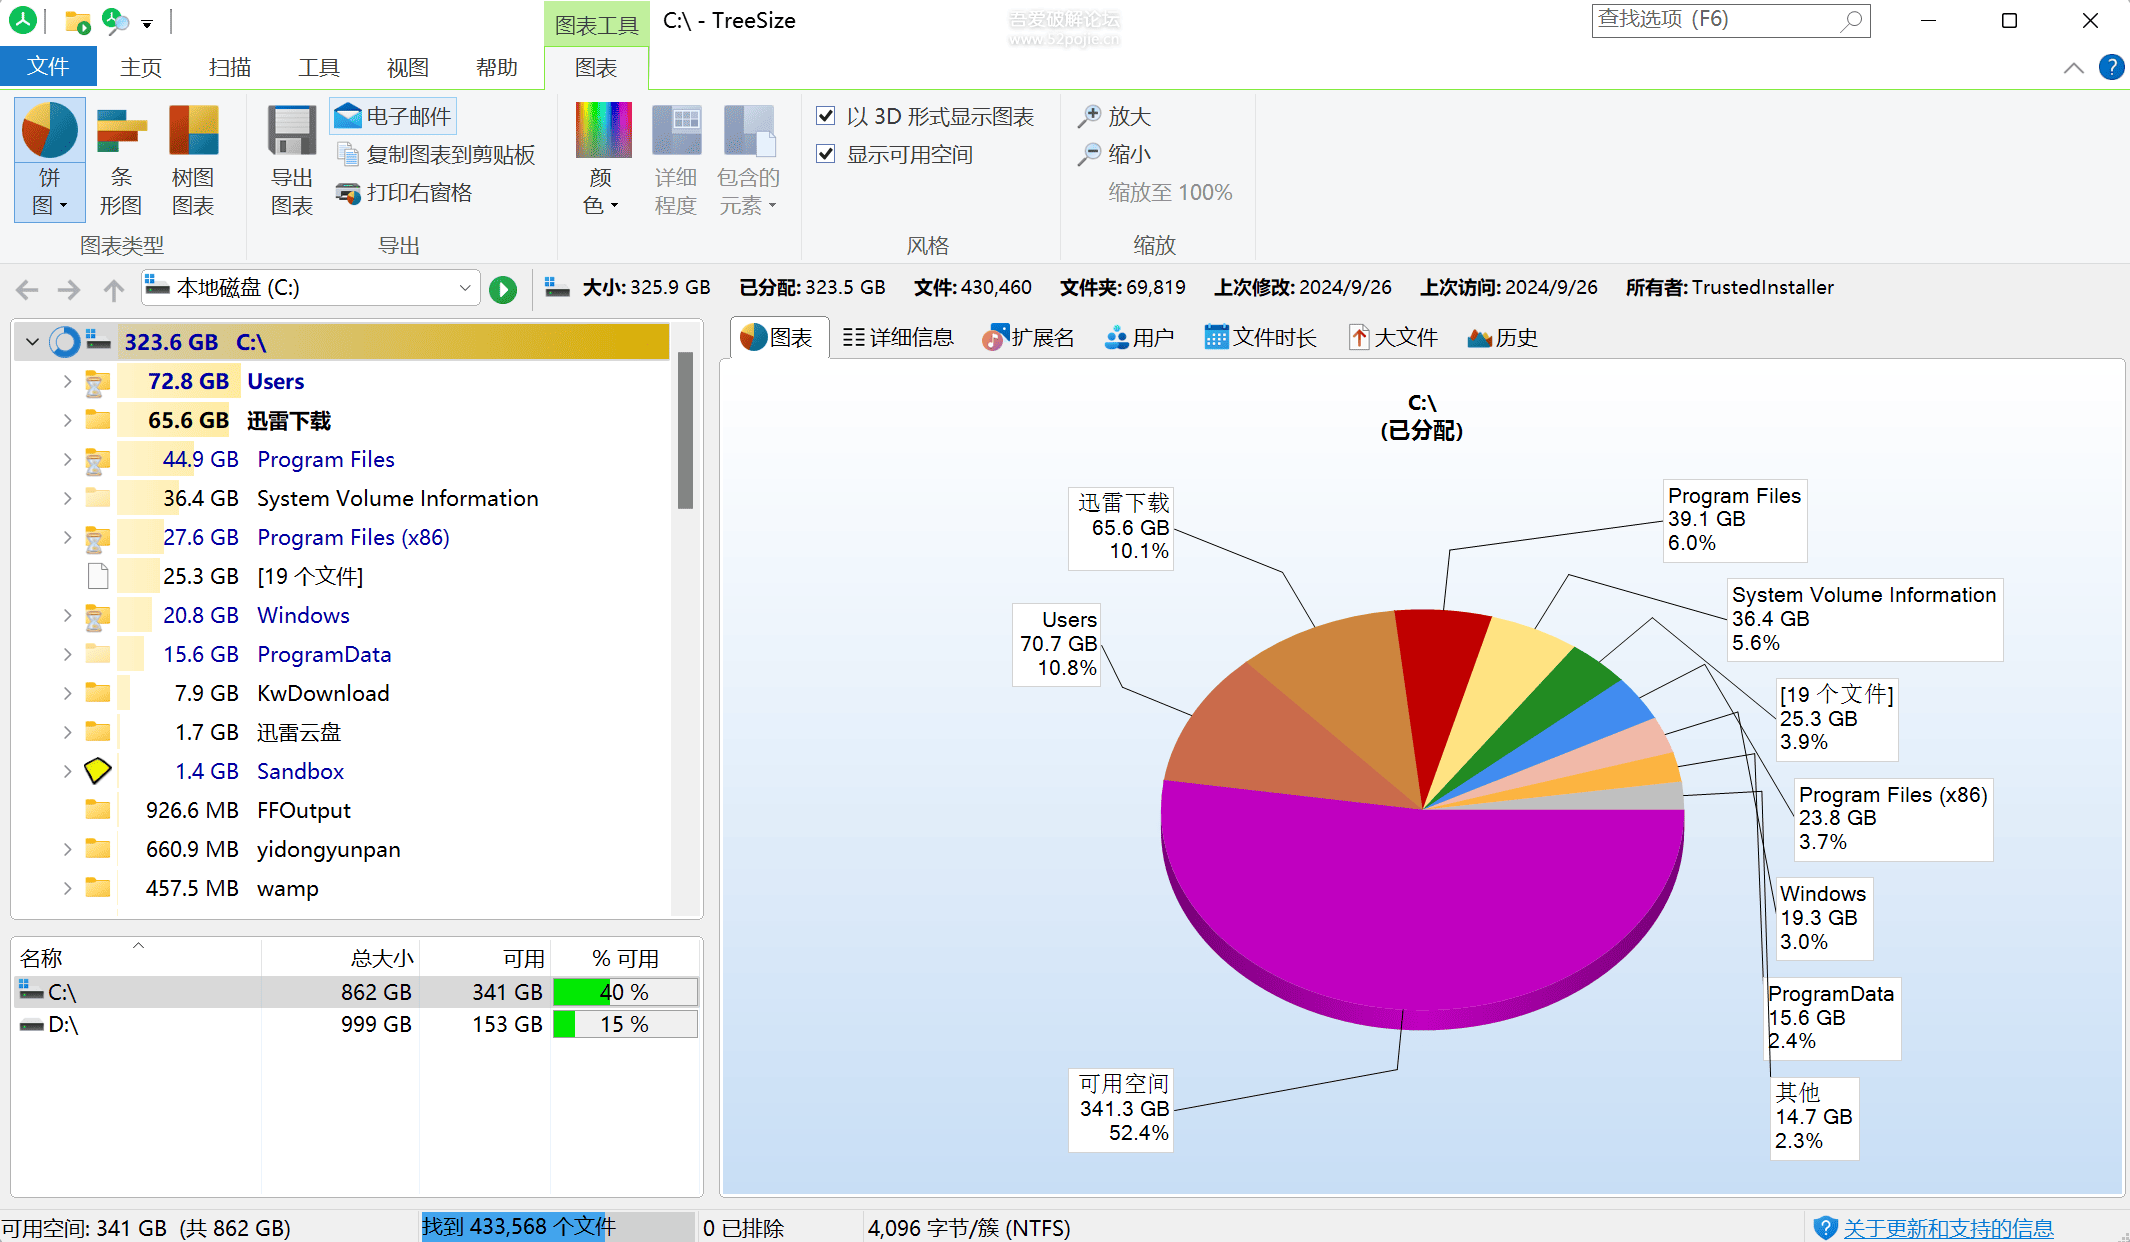 图表工具
C:\ - TreeSize
吾爱破解论坛
www.52pojie.cn
查找选项 (F6)
文件
主页
扫描
工具
视图
帮助
图表
饼图
条形图
树图图表
图表类型
导出图表
电子邮件
复制图表到剪贴板
打印右窗格
导出
颜色
详细程度
包含的元素
以 3D 形式显示图表
显示可用空间
风格
放大
缩小
缩放至 100%
缩放
本地磁盘 (C:)
大小: 325.9 GB 已分配: 323.5 GB 文件: 430,460 文件夹: 69,819 上次修改: 2024/9/26 上次访问: 2024/9/26 所有者: TrustedInstaller
323.6 GB C:\
72.8 GB Users
65.6 GB 迅雷下载
44.9 GB Program Files
36.4 GB System Volume Information
27.6 GB Program Files (x86)
25.3 GB [19 个文件]
20.8 GB Windows
15.6 GB ProgramData
7.9 GB KwDownload
1.7 GB 迅雷云盘
1.4 GB Sandbox
926.6 MB FFOutput
660.9 MB yidongyunpan
457.5 MB wamp
名称 总大小 可用 % 可用
C:\ 862 GB 341 GB 40 %
D:\ 999 GB 153 GB 15 %
图表 详细信息 扩展名 用户 文件时长 大文件 历史
C:\
(已分配)
迅雷下载
65.6 GB
10.1%
Users
70.7 GB
10.8%
Program Files
39.1 GB
6.0%
System Volume Information
36.4 GB
5.6%
[19 个文件]
25.3 GB
3.9%
Program Files (x86)
23.8 GB
3.7%
Windows
19.3 GB
3.0%
ProgramData
15.6 GB
2.4%
其他
14.7 GB
2.3%
可用空间
341.3 GB
52.4%
可用空间: 341 GB (共 862 GB)
找到 433,568 个文件
0 已排除
4,096 字节/簇 (NTFS)
关于更新和支持的信息